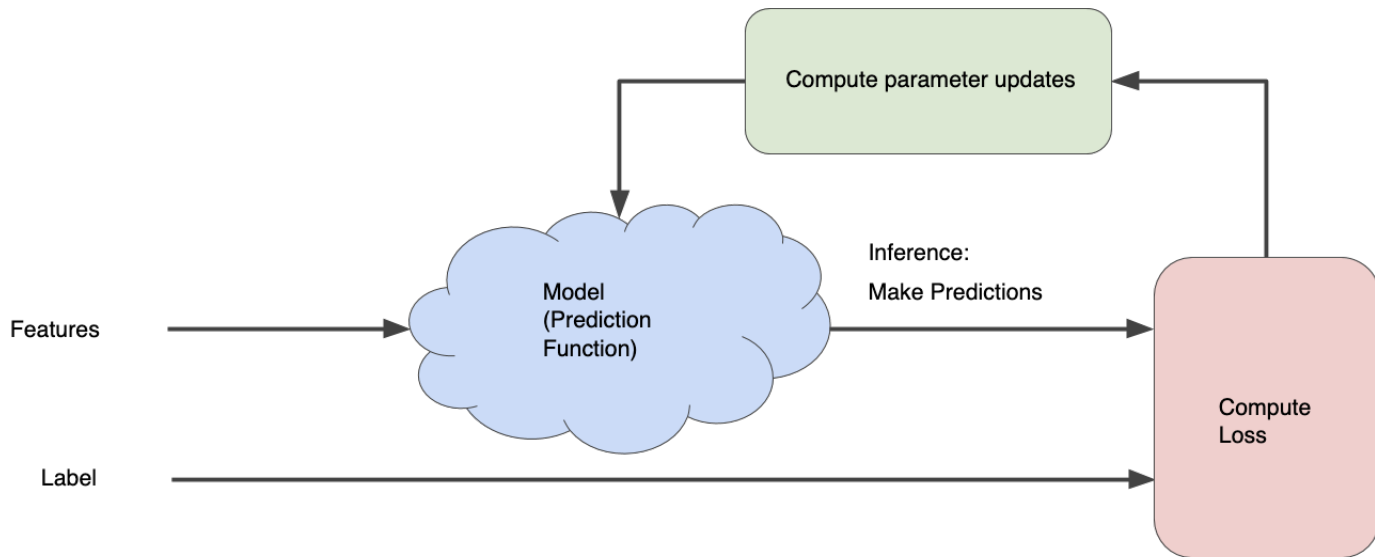 Compute parameter updates
Inference:
Make Predictions
Model
(Prediction
Function)
Features
Compute
Loss
Label